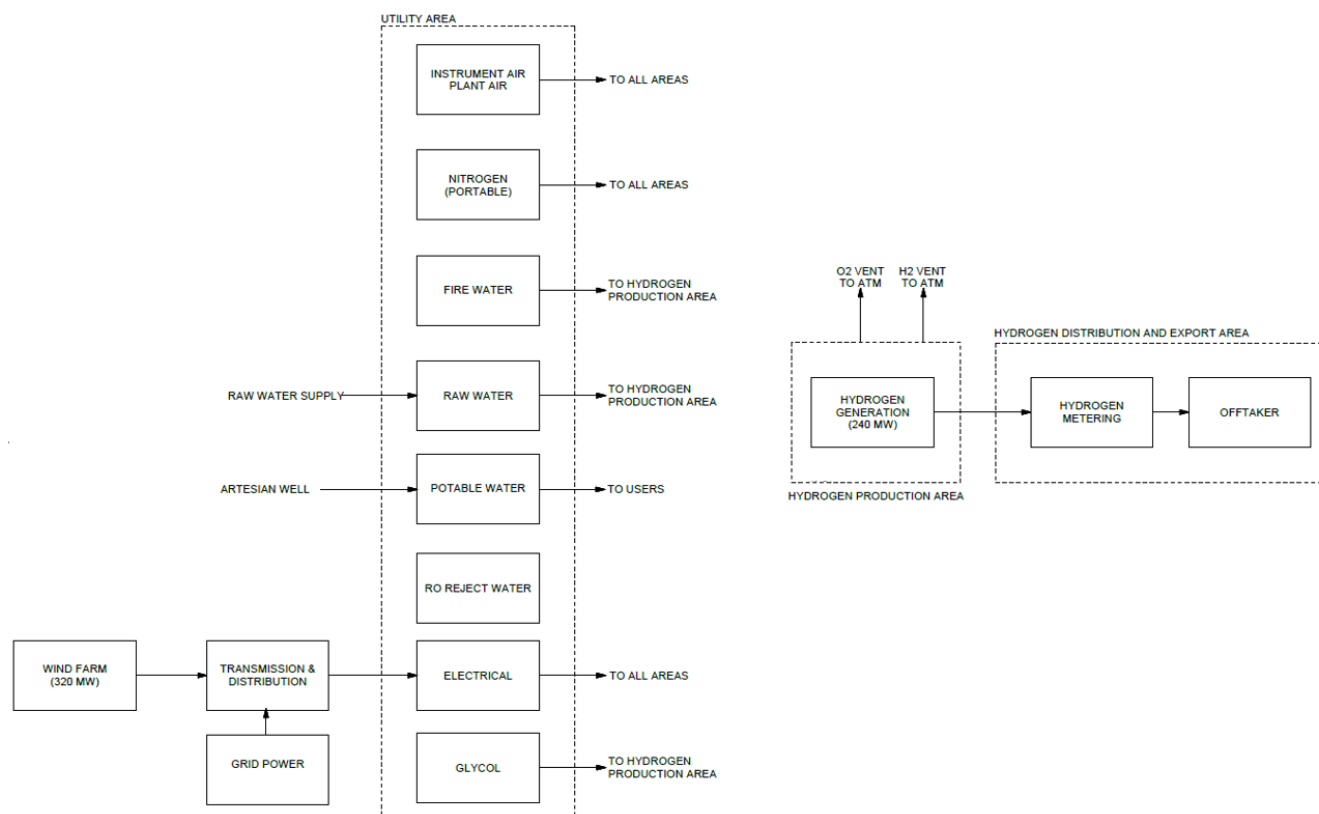 UTILITY AREA
INSTRUMENT AIR
PLANT AIR
TO ALL AREAS
NITROGEN
(PORTABLE)
TO ALL AREAS
FIRE WATER
TO HYDROGEN
PRODUCTION AREA
RAW WATER SUPPLY
RAW WATER
TO HYDROGEN
PRODUCTION AREA
ARTESIAN WELL
POTABLE WATER
TO USERS
RO REJECT WATER
WIND FARM
(320 MW)
TRANSMISSION &
DISTRIBUTION
ELECTRICAL
TO ALL AREAS
GRID POWER
GLYCOL
TO HYDROGEN
PRODUCTION AREA
O2 VENT
TO ATM
H2 VENT
TO ATM
HYDROGEN
GENERATION
(240 MW)
HYDROGEN PRODUCTION AREA
HYDROGEN DISTRIBUTION AND EXPORT AREA
HYDROGEN
METERING
OFFTAKER